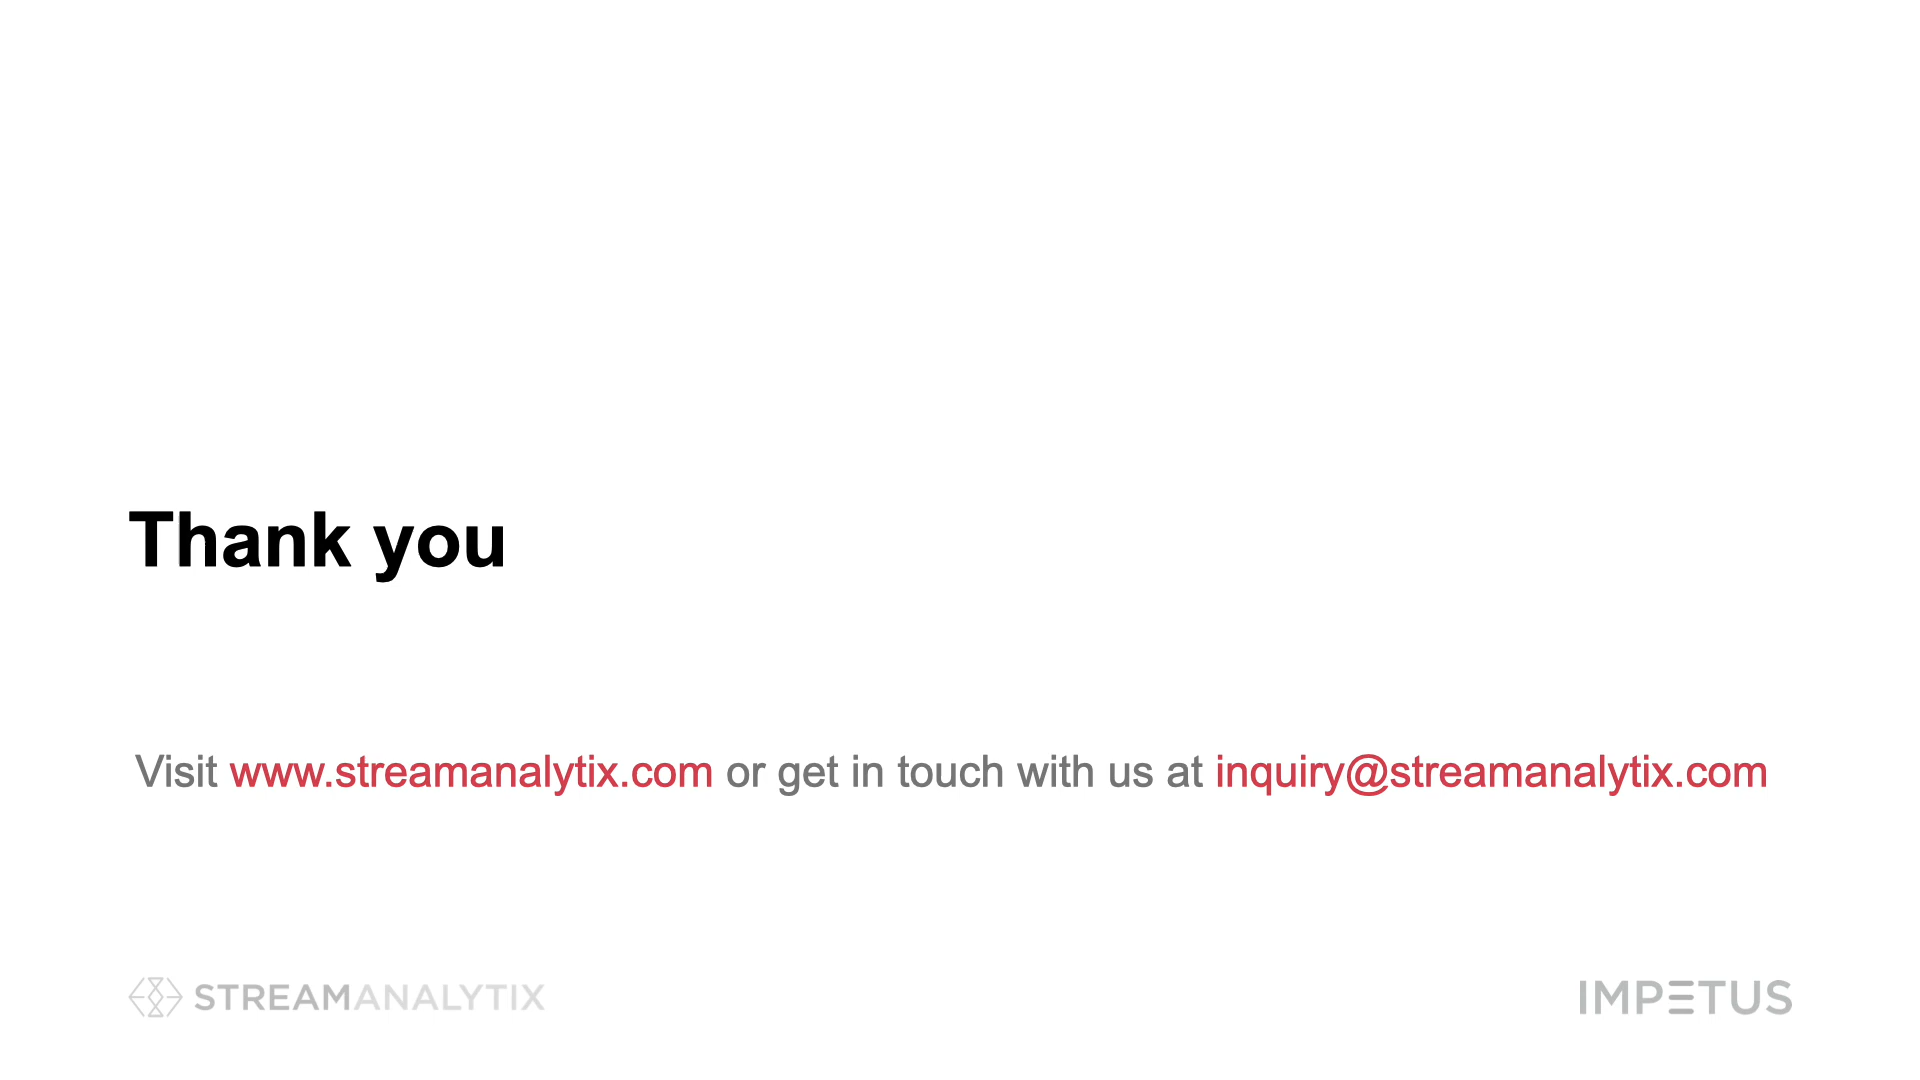 Thank you
Visit www.streamanalytix.com or get in touch with us at inquiry@streamanalytix.com
STREAMANALYTIX
IMPETUS